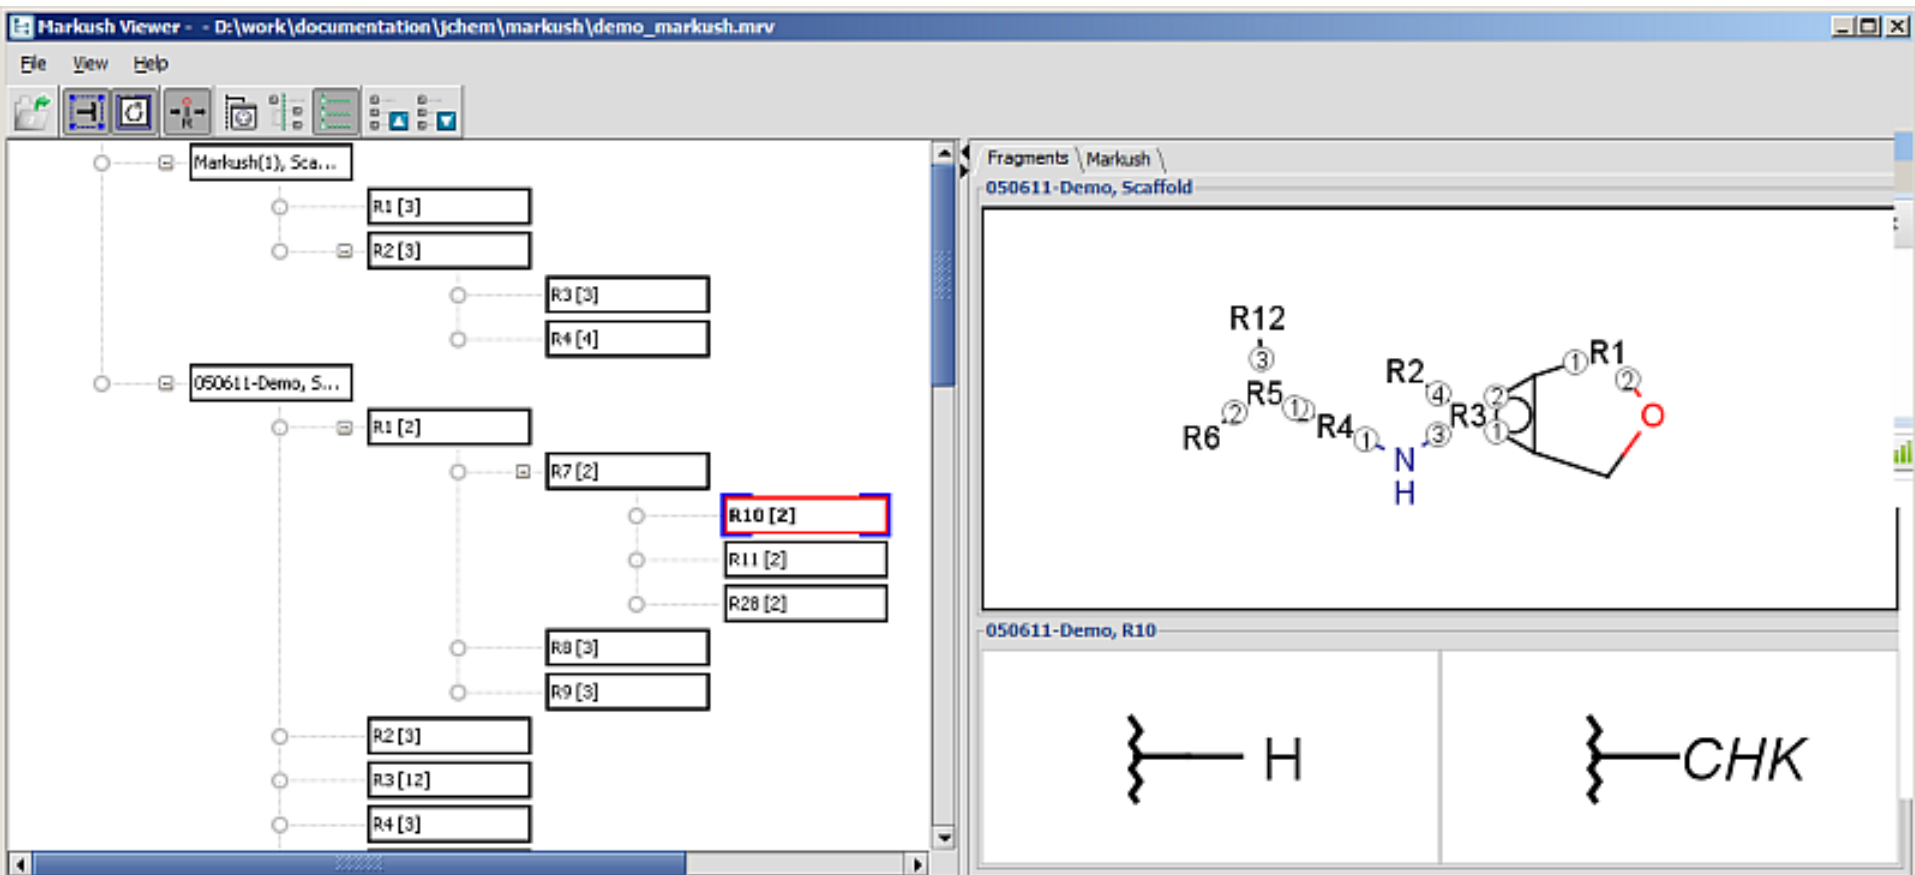 Markush Viewer - - D:\work\documentation\jchem\markush\demo_markush.mrv
File View Help
Markush(1), Sca...
R1 [3]
R2 [3]
R3 [3]
R4 [4]
050611-Demo, S...
R1 [2]
R7 [2]
R10 [2]
R11 [2]
R28 [2]
R8 [3]
R9 [3]
R2 [3]
R3 [12]
R4 [3]
Fragments Markush
050611-Demo, Scaffold
R12
3
R5
R6
2
1
R4
1
N
H
R2
4
R3
3
2
1
1
R1
2
O
050611-Demo, R10
H
CHK